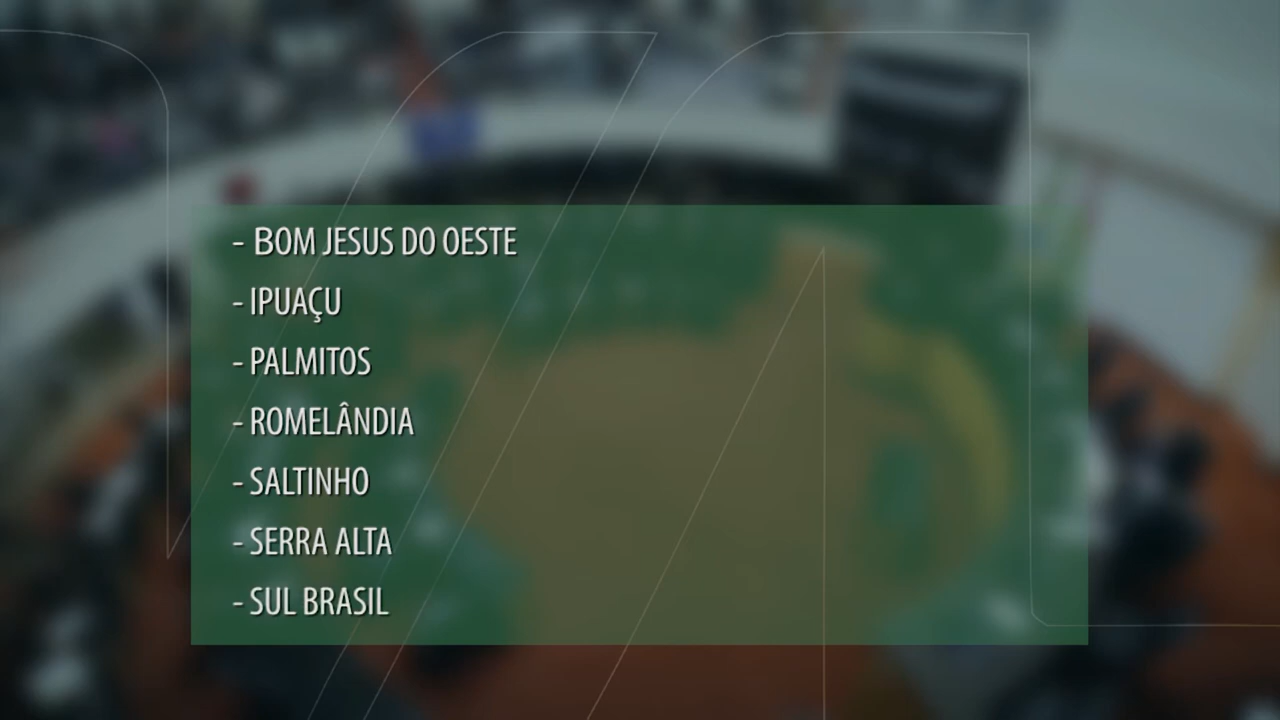 - BOM JESUS DO OESTE
- IPUAÇU
- PALMITOS
- ROMELÂNDIA
- SALTINHO
- SERRA ALTA
- SUL BRASIL